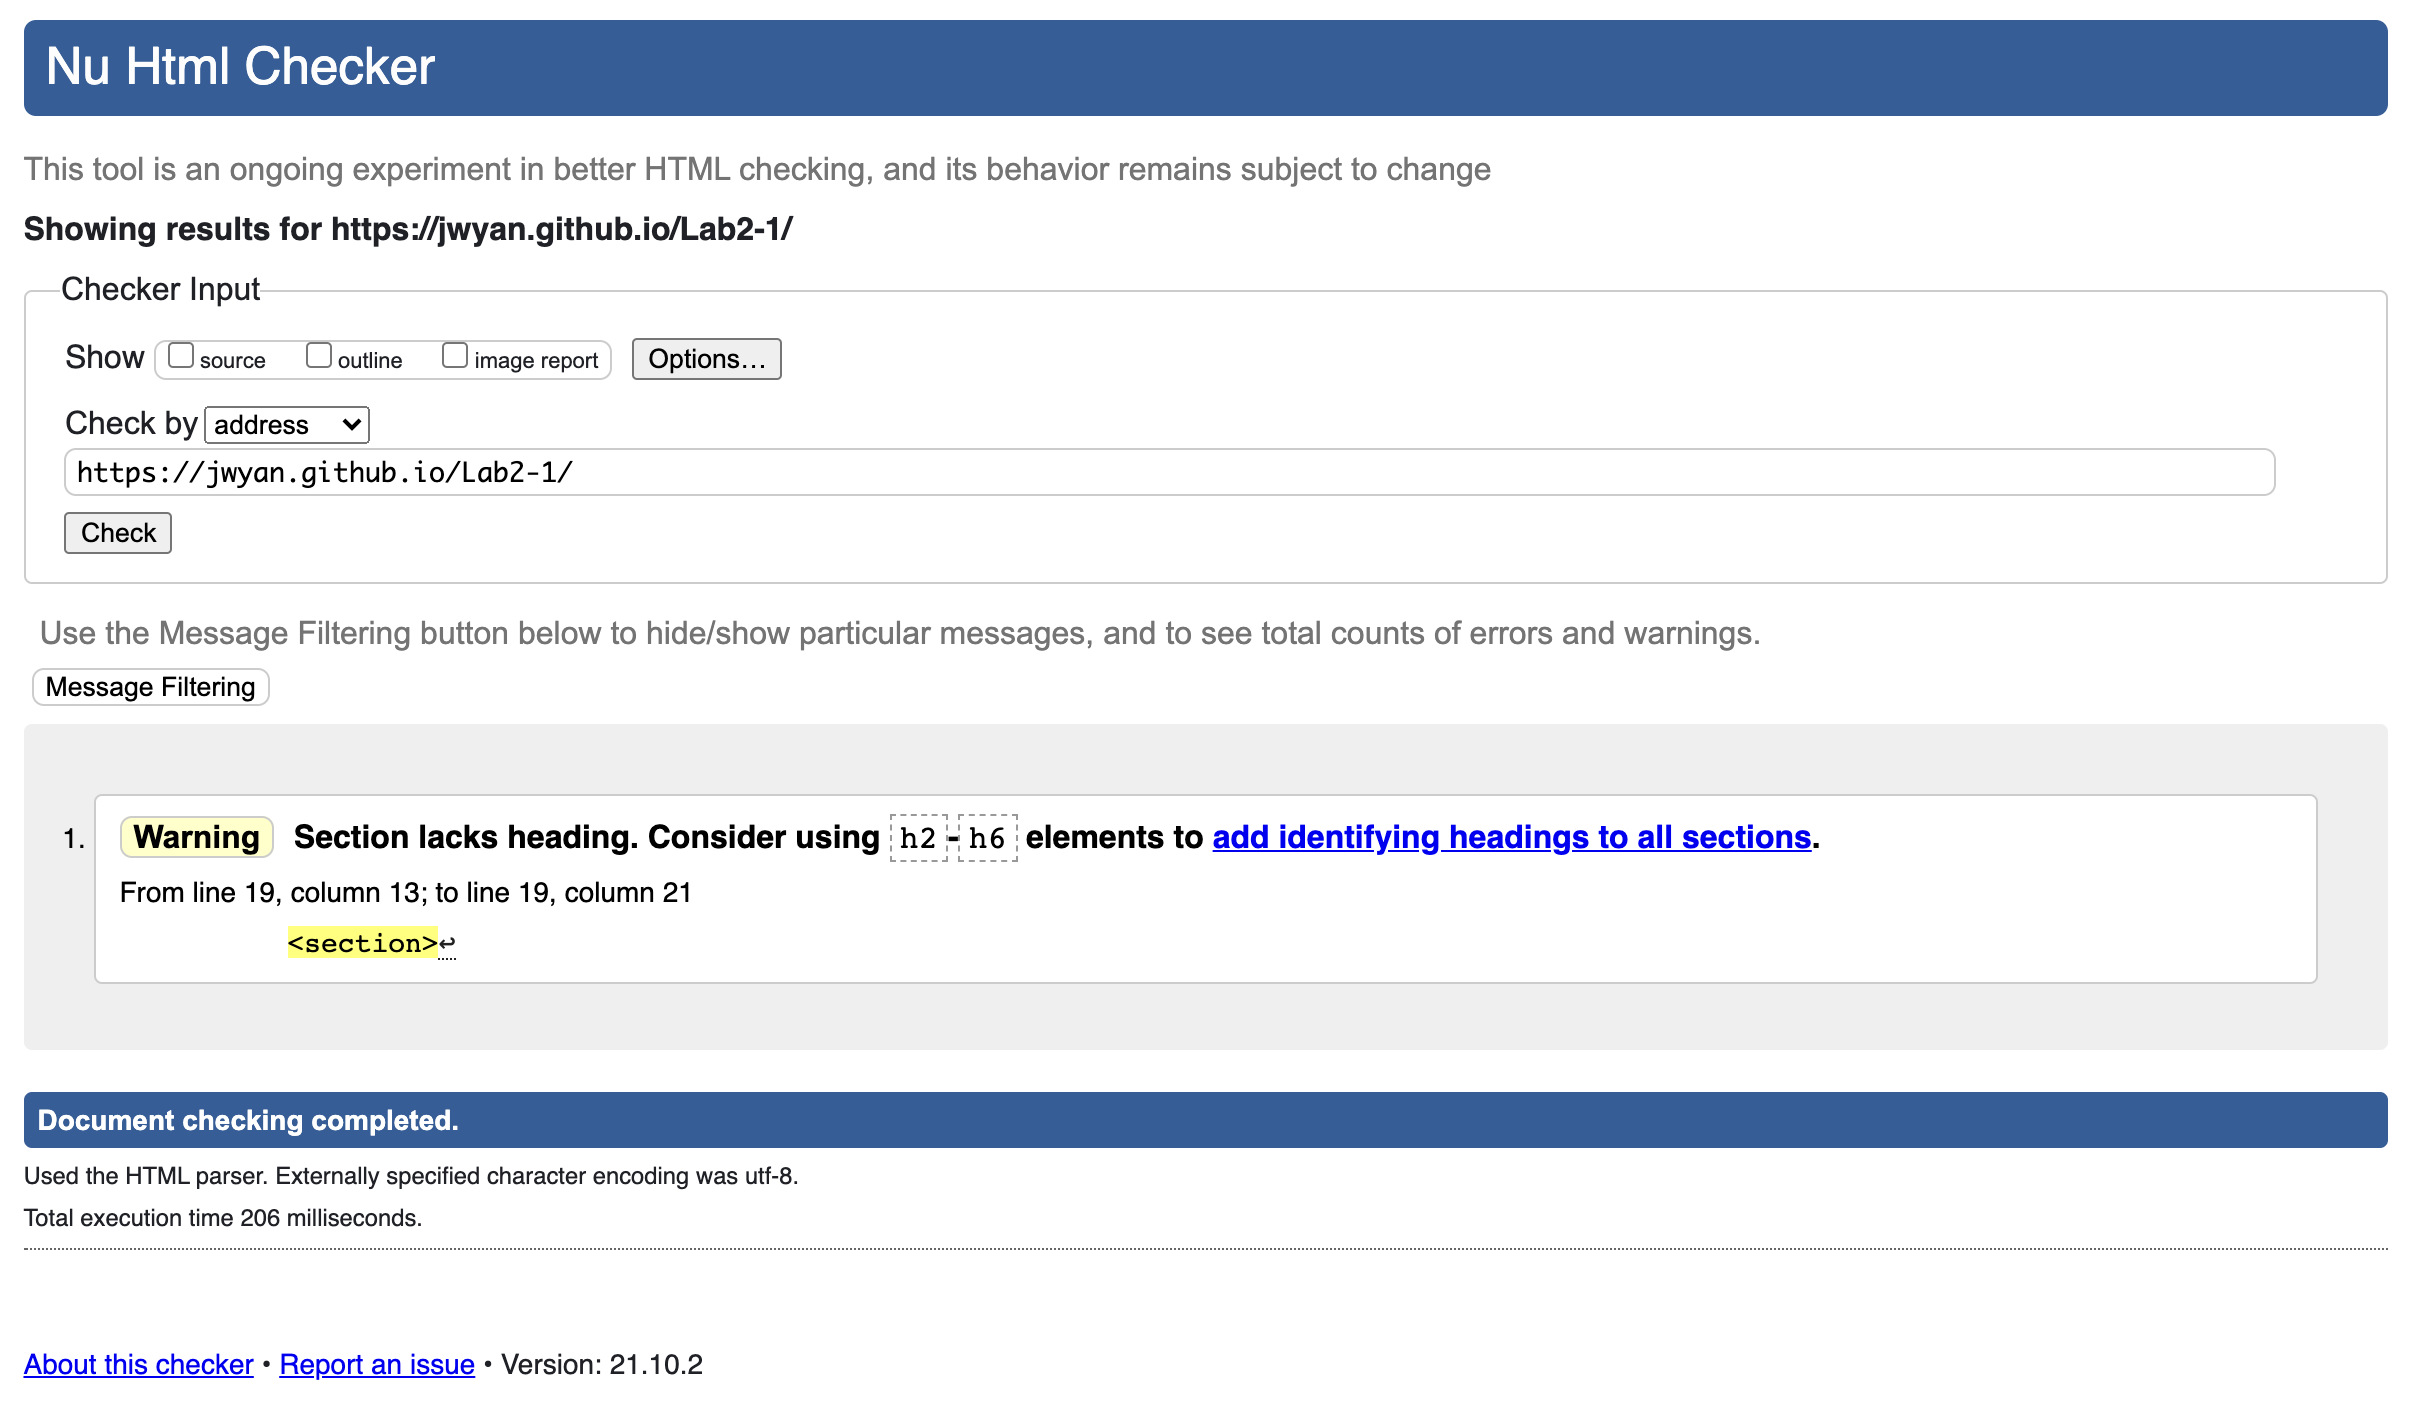 Nu Html Checker
This tool is an ongoing experiment in better HTML checking, and its behavior remains subject to change
Showing results for https://jwyan.github.io/Lab2-1/
Checker Input
Show source outline image report Options...
Check by address
https://jwyan.github.io/Lab2-1/
Check
Use the Message Filtering button below to hide/show particular messages, and to see total counts of errors and warnings.
Message Filtering
1. Warning Section lacks heading. Consider using h2-h6 elements to add identifying headings to all sections.
From line 19, column 13; to line 19, column 21
<section>↩
Document checking completed.
Used the HTML parser. Externally specified character encoding was utf-8.
Total execution time 206 milliseconds.
About this checker • Report an issue • Version: 21.10.2